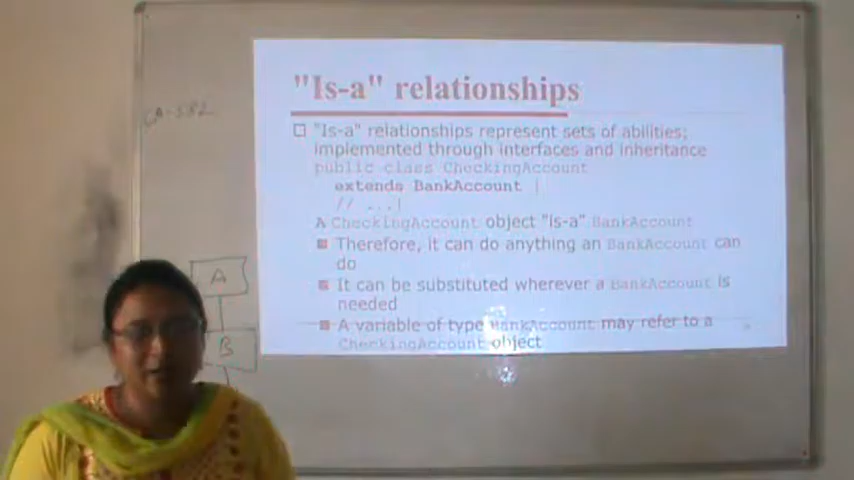 "Is-a" relationships
"Is-a" relationships represent sets of abilities;
implemented through interfaces and inheritance
public class CheckingAccount
extends BankAccount {
// ...}
A CheckingAccount object "is-a" BankAccount
Therefore, it can do anything an BankAccount can
do
It can be substituted wherever a BankAccount is
needed
A variable of type BankAccount may refer to a
CheckingAccount object
A
B